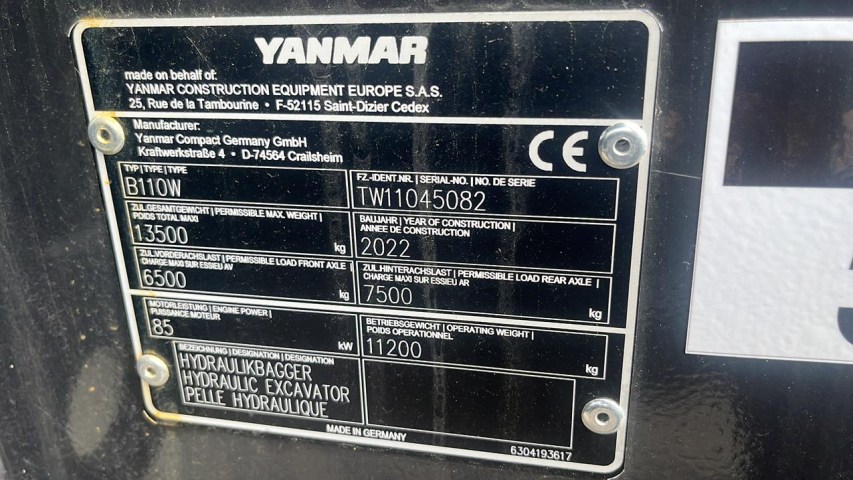 YANMAR
made on behalf of:
YANMAR CONSTRUCTION EQUIPMENT EUROPE S.A.S.
25, Rue de la Tambourine • F-52115 Saint-Dizier Cedex
Manufacturer:
Yanmar Compact Germany GmbH
Kraftwerkstraße 4 • D-74564 Crailsheim
CE
TYP | TYPE | TYPE
B110W
FZ.-IDENT.NR. | SERIAL-NO. | NO. DE SERIE
TW11045082
ZUL.GESAMTGEWICHT | PERMISSIBLE MAX. WEIGHT |
POIDS TOTAL MAXI
13500
kg
BAUJAHR | YEAR OF CONSTRUCTION |
ANNEE DE CONSTRUCTION
2022
ZUL.VORDERACHSLAST | PERMISSIBLE LOAD FRONT AXLE |
CHARGE MAXI SUR ESSIEU AV
6500
kg
ZUL.HINTERACHSLAST | PERMISSIBLE LOAD REAR AXLE |
CHARGE MAXI SUR ESSIEU AR
7500
kg
MOTORLEISTUNG | ENGINE POWER |
PUISSANCE MOTEUR
85
kW
BETRIEBSGEWICHT | OPERATING WEIGHT |
POIDS OPERATIONNEL
11200
kg
BEZEICHNUNG | DESIGNATION | DESIGNATION
HYDRAULIKBAGGER
HYDRAULIC EXCAVATOR
PELLE HYDRAULIQUE
MADE IN GERMANY
6304193617